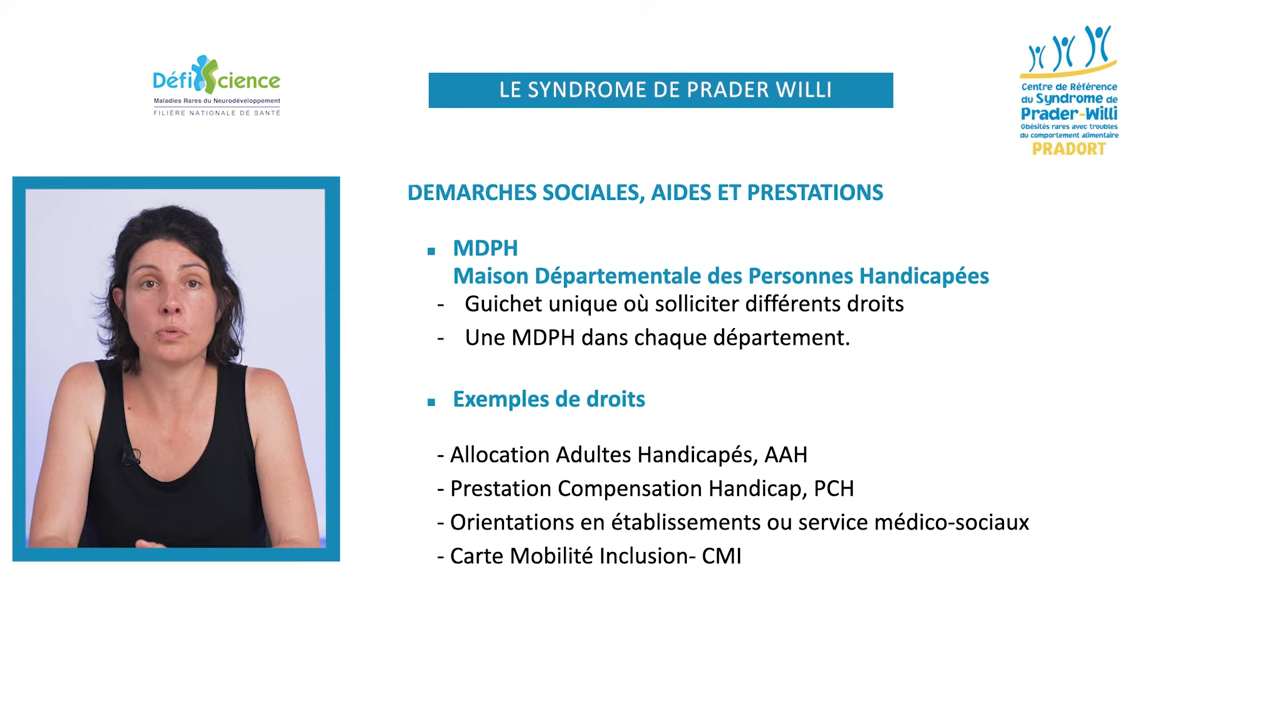 DéfiScience
Maladies Rares du Neurodéveloppement
FILIÈRE NATIONALE DE SANTÉ
LE SYNDROME DE PRADER WILLI
Centre de Référence
du Syndrome de
Prader-Willi
Obésités rares avec troubles
du comportement alimentaire
PRADORT
DEMARCHES SOCIALES, AIDES ET PRESTATIONS
▪ MDPH
Maison Départementale des Personnes Handicapées
- Guichet unique où solliciter différents droits
- Une MDPH dans chaque département.
▪ Exemples de droits
- Allocation Adultes Handicapés, AAH
- Prestation Compensation Handicap, PCH
- Orientations en établissements ou service médico-sociaux
- Carte Mobilité Inclusion- CMI